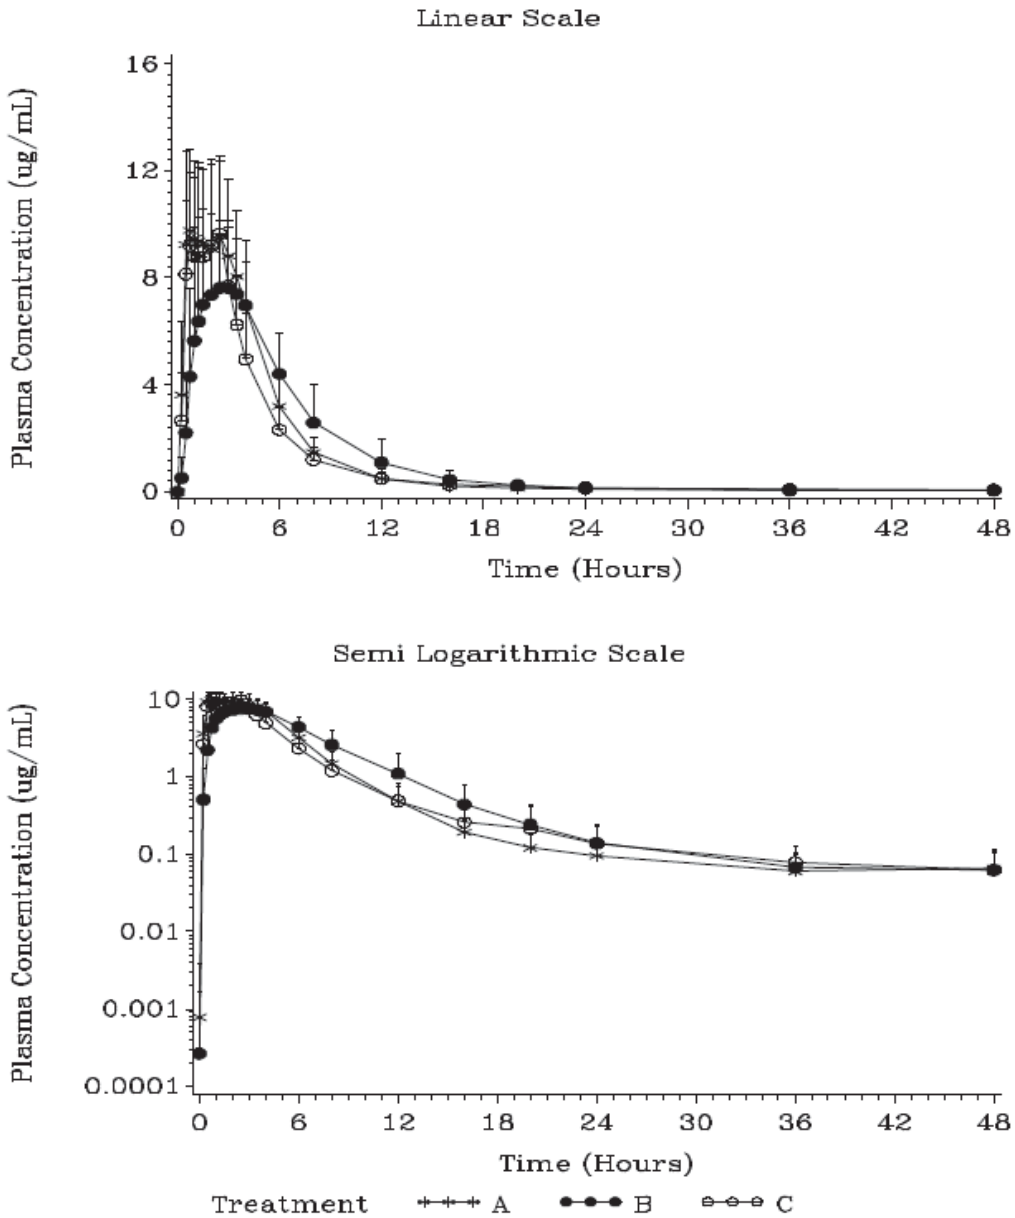 Linear Scale
Plasma Concentration (ug/mL)
16
12
8
4
0
0 6 12 18 24 30 36 42 48
Time (Hours)
Semi Logarithmic Scale
Plasma Concentration (ug/mL)
10
1
0.1
0.01
0.001
0.0001
0 6 12 18 24 30 36 42 48
Time (Hours)
Treatment A B C